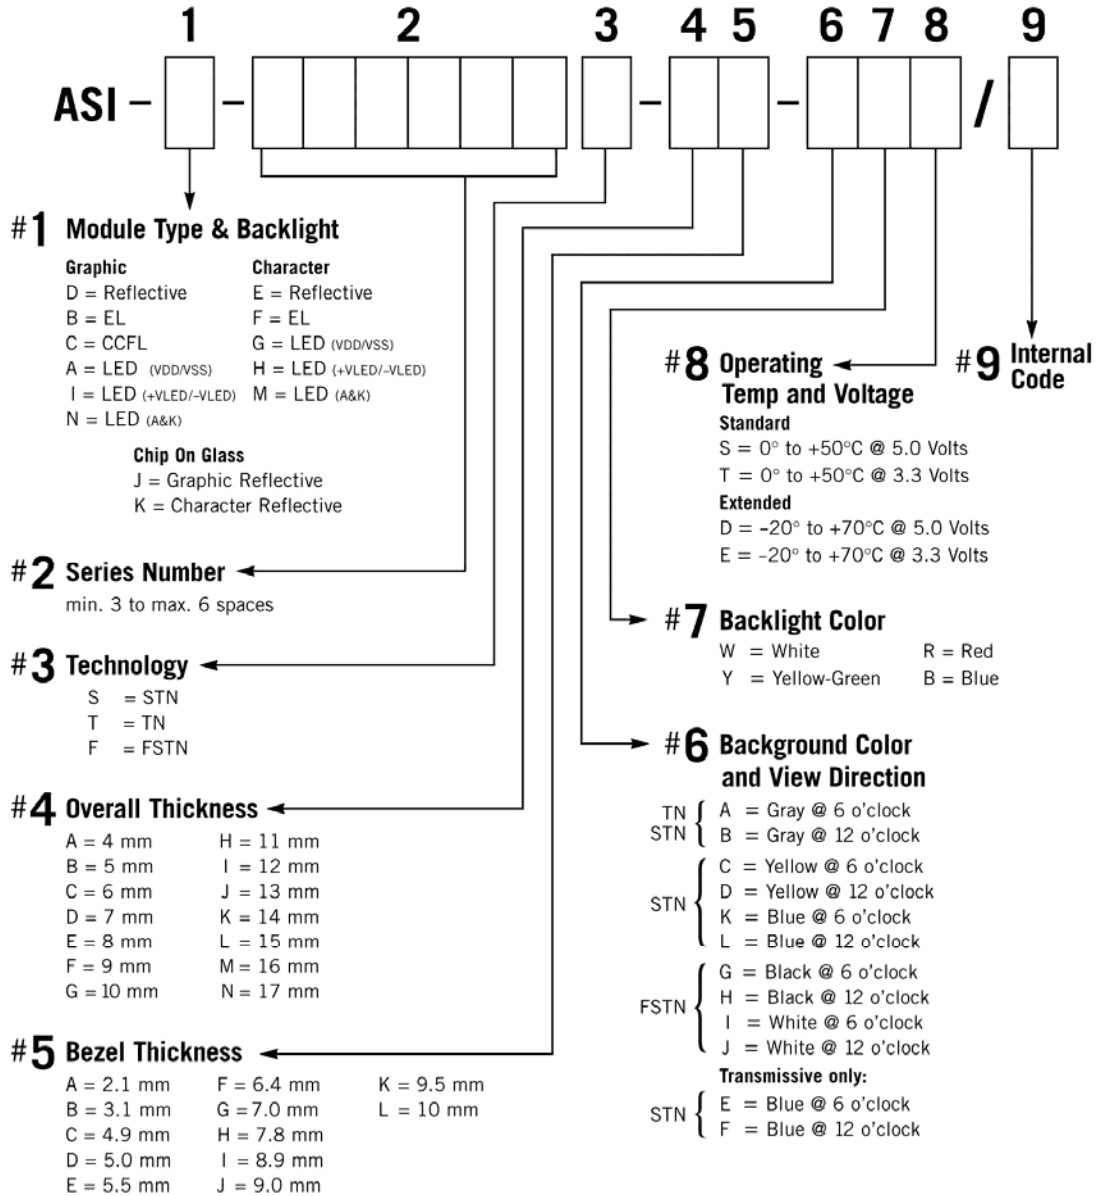 1 2 3 4 5 6 7 8 9
ASI – – – – /
#1 Module Type & Backlight
Graphic
D = Reflective
B = EL
C = CCFL
A = LED (VDD/VSS)
I = LED (+VLED/–VLED)
N = LED (A&K)
Character
E = Reflective
F = EL
G = LED (VDD/VSS)
H = LED (+VLED/–VLED)
M = LED (A&K)
Chip On Glass
J = Graphic Reflective
K = Character Reflective
#2 Series Number
min. 3 to max. 6 spaces
#3 Technology
S = STN
T = TN
F = FSTN
#4 Overall Thickness
A = 4 mm
B = 5 mm
C = 6 mm
D = 7 mm
E = 8 mm
F = 9 mm
G = 10 mm
H = 11 mm
I = 12 mm
J = 13 mm
K = 14 mm
L = 15 mm
M = 16 mm
N = 17 mm
#5 Bezel Thickness
A = 2.1 mm
B = 3.1 mm
C = 4.9 mm
D = 5.0 mm
E = 5.5 mm
F = 6.4 mm
G = 7.0 mm
H = 7.8 mm
I = 8.9 mm
J = 9.0 mm
K = 9.5 mm
L = 10 mm
#8 Operating
Temp and Voltage
Standard
S = 0° to +50°C @ 5.0 Volts
T = 0° to +50°C @ 3.3 Volts
Extended
D = –20° to +70°C @ 5.0 Volts
E = –20° to +70°C @ 3.3 Volts
#9 Internal
Code
#7 Backlight Color
W = White
Y = Yellow-Green
R = Red
B = Blue
#6 Background Color
and View Direction
TN
STN
A = Gray @ 6 o'clock
B = Gray @ 12 o'clock
STN
C = Yellow @ 6 o'clock
D = Yellow @ 12 o'clock
K = Blue @ 6 o'clock
L = Blue @ 12 o'clock
FSTN
G = Black @ 6 o'clock
H = Black @ 12 o'clock
I = White @ 6 o'clock
J = White @ 12 o'clock
Transmissive only:
STN
E = Blue @ 6 o'clock
F = Blue @ 12 o'clock